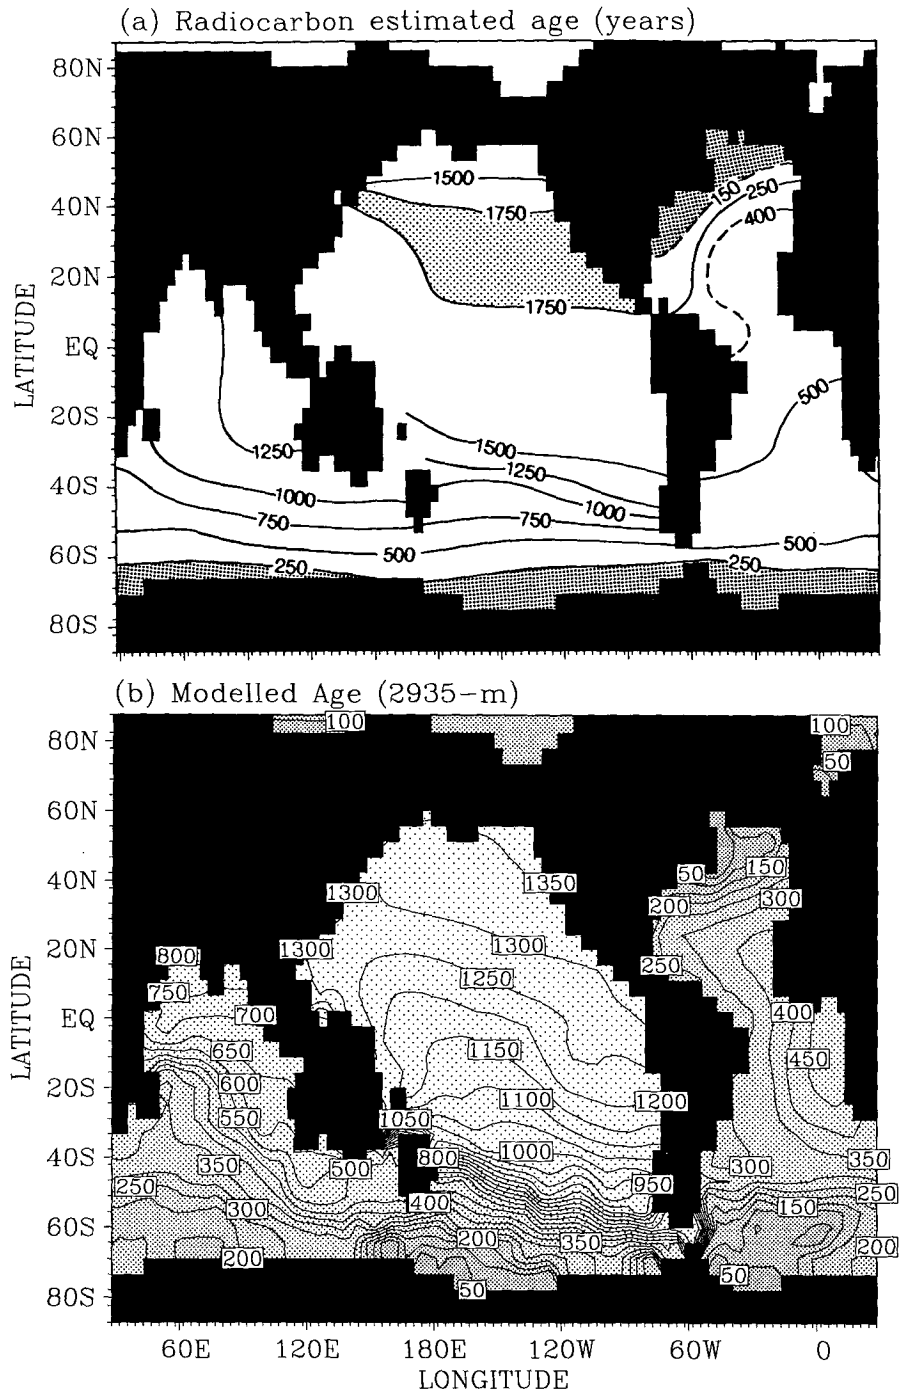 (a) Radiocarbon estimated age (years)
80N
60N
40N
20N
EQ
20S
40S
60S
80S
LATITUDE
1500
150
250
1750
400
1750
500
1250
1500
1250
1000
1000
750
750
500
500
250
250
(b) Modelled Age (2935-m)
80N
60N
40N
20N
EQ
20S
40S
60S
80S
LATITUDE
100
100
50
50
150
1300
1350
200
300
800
1300
1300
250
750
1250
700
400
650
1150
450
600
1100
1200
550
1050
350
500
800
1000
300
350
250
950
250
300
400
150
200
350
200
200
50
50
60E 120E 180E 120W 60W 0
LONGITUDE